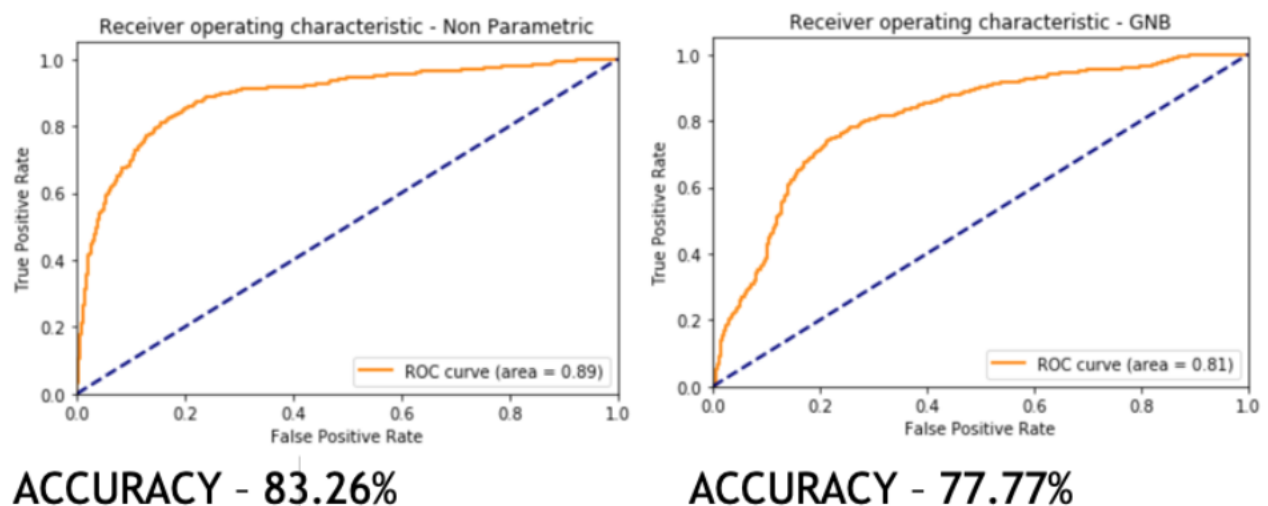 Receiver operating characteristic - Non Parametric
1.0
0.8
0.6
0.4
0.2
0.0
True Positive Rate
ROC curve (area = 0.89)
0.0 0.2 0.4 0.6 0.8 1.0
False Positive Rate
ACCURACY - 83.26%
Receiver operating characteristic - GNB
1.0
0.8
0.6
0.4
0.2
0.0
True Positive Rate
ROC curve (area = 0.81)
0.0 0.2 0.4 0.6 0.8 1.0
False Positive Rate
ACCURACY - 77.77%